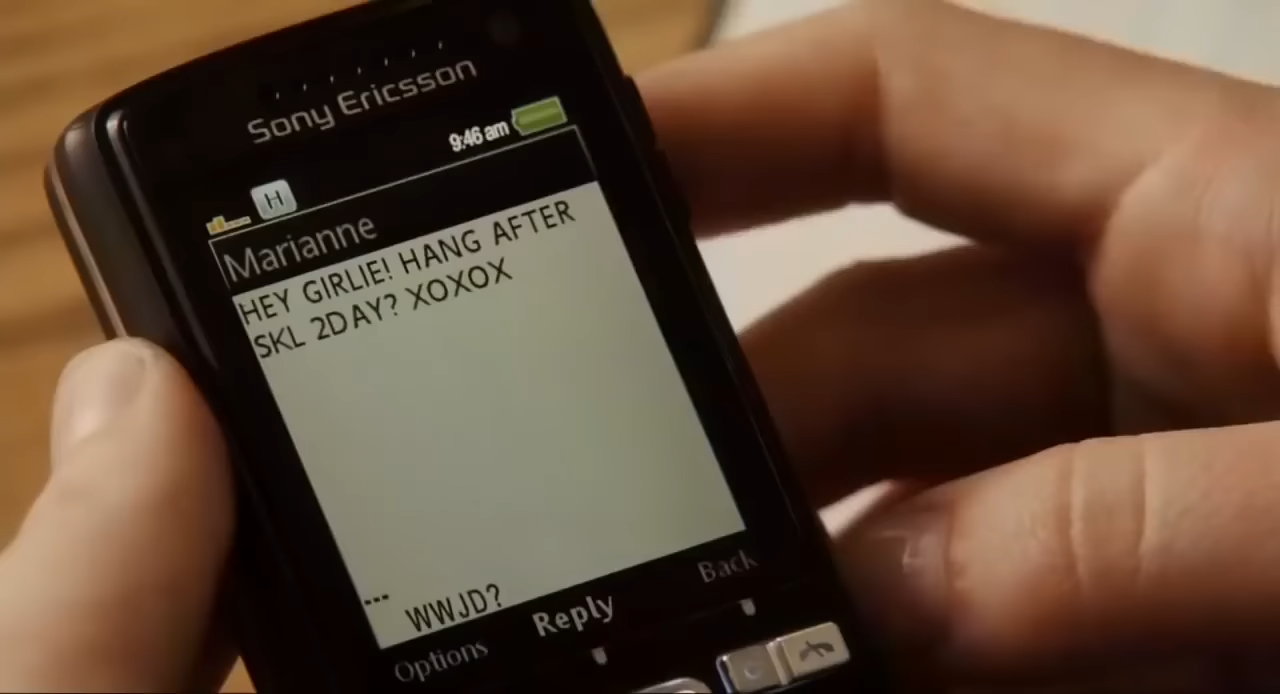 Sony Ericsson
9:46 am
H
Marianne
HEY GIRLIE! HANG AFTER
SKL 2DAY? XOXOX
---
WWJD?
Options Reply Back
C